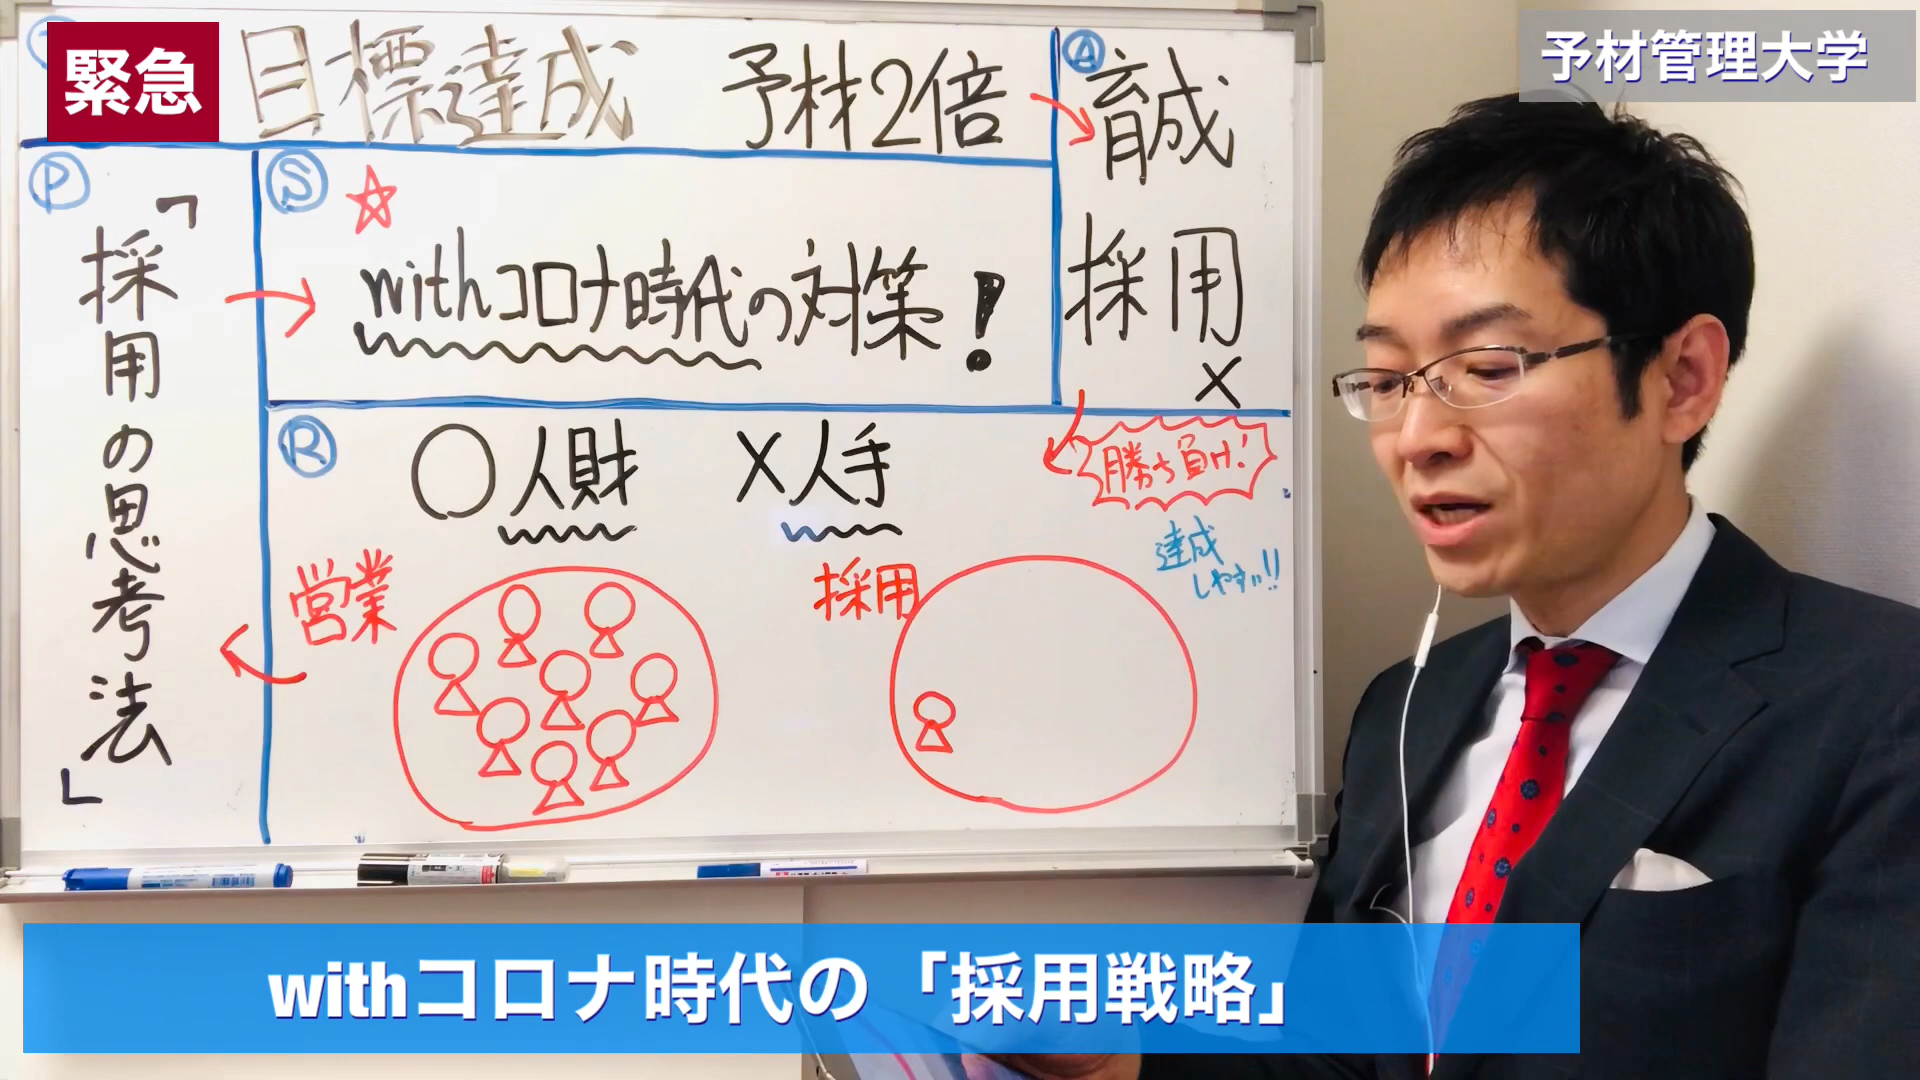 緊急
予材管理大学
目標達成
予材2倍
Ⓐ
育成
採用
×
Ⓟ
「採用の思考法」
Ⓢ
☆
withコロナ時代の対策!
Ⓡ
○人財
×人手
勝ち負け!
達成
しやすい!!
営業
採用
withコロナ時代の「採用戦略」